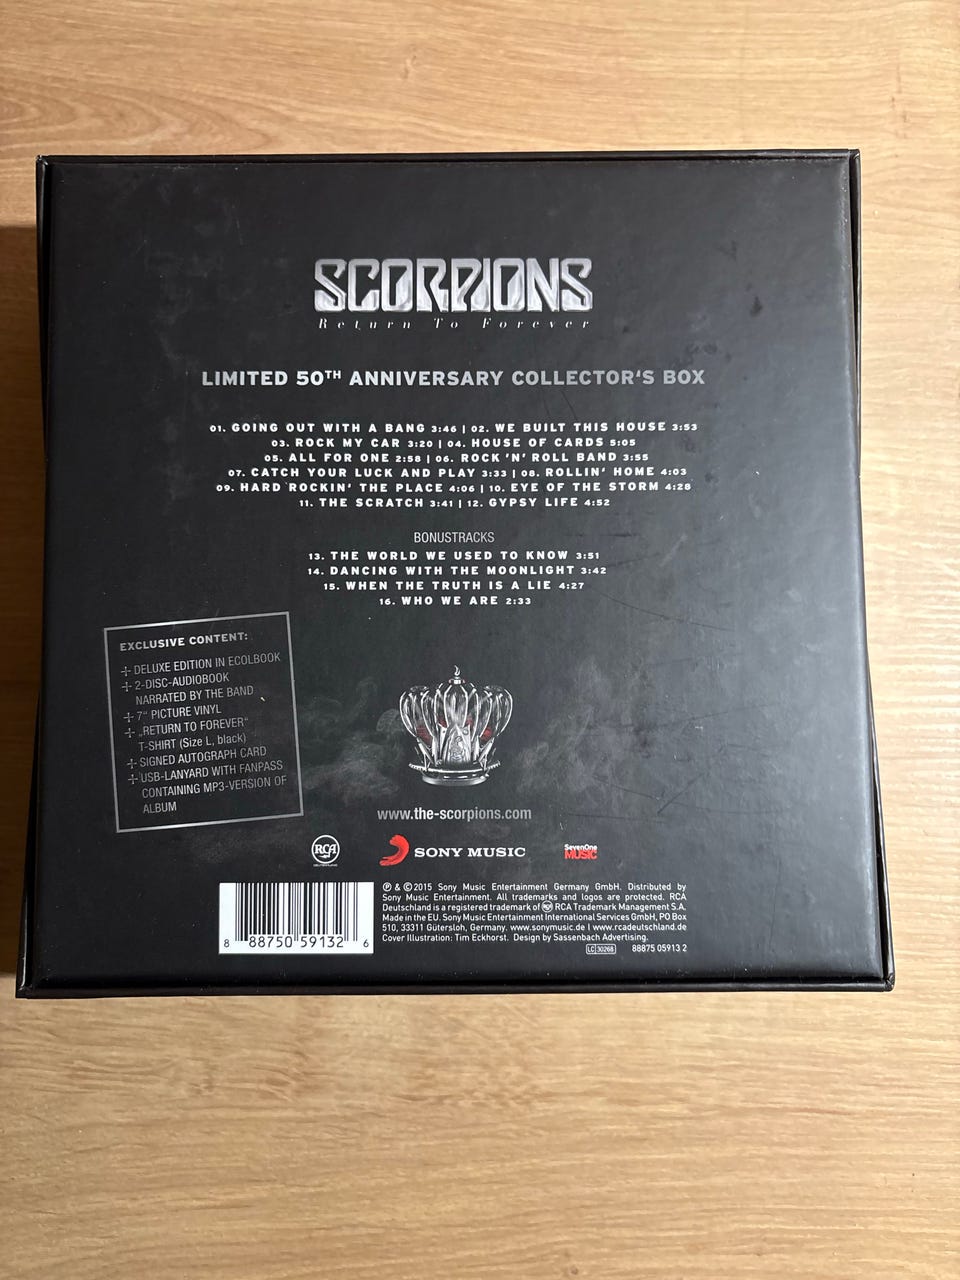 SCORPIONS
Return To Forever
LIMITED 50TH ANNIVERSARY COLLECTOR'S BOX
01. GOING OUT WITH A BANG 3:46 | 02. WE BUILT THIS HOUSE 3:53
03. ROCK MY CAR 3:20 | 04. HOUSE OF CARDS 5:05
05. ALL FOR ONE 2:58 | 06. ROCK 'N' ROLL BAND 3:55
07. CATCH YOUR LUCK AND PLAY 3:33 | 08. ROLLIN' HOME 4:03
09. HARD ROCKIN' THE PLACE 4:06 | 10. EYE OF THE STORM 4:28
11. THE SCRATCH 3:41 | 12. GYPSY LIFE 4:52
BONUSTRACKS
13. THE WORLD WE USED TO KNOW 3:51
14. DANCING WITH THE MOONLIGHT 3:42
15. WHEN THE TRUTH IS A LIE 4:27
16. WHO WE ARE 2:33
EXCLUSIVE CONTENT:
DELUXE EDITION IN ECOLBOOK
2-DISC-AUDIOBOOK
NARRATED BY THE BAND
7" PICTURE VINYL
„RETURN TO FOREVER"
T-SHIRT (Size L, black)
SIGNED AUTOGRAPH CARD
USB-LANYARD WITH FANPASS
CONTAINING MP3-VERSION OF
ALBUM
www.the-scorpions.com
RCA
SONY MUSIC
SevenOne
MUSIC
8 88750 59132 6
℗ & © 2015 Sony Music Entertainment Germany GmbH. Distributed by
Sony Music Entertainment. All trademarks and logos are protected. RCA
Deutschland is a registered trademark of RCA Trademark Management S.A.
Made in the EU. Sony Music Entertainment International Services GmbH, PO Box
510, 33311 Gütersloh, Germany. www.sonymusic.de | www.rcadeutschland.de
Cover Illustration: Tim Eckhorst. Design by Sassenbach Advertising.
LC 30268 88875 05913 2